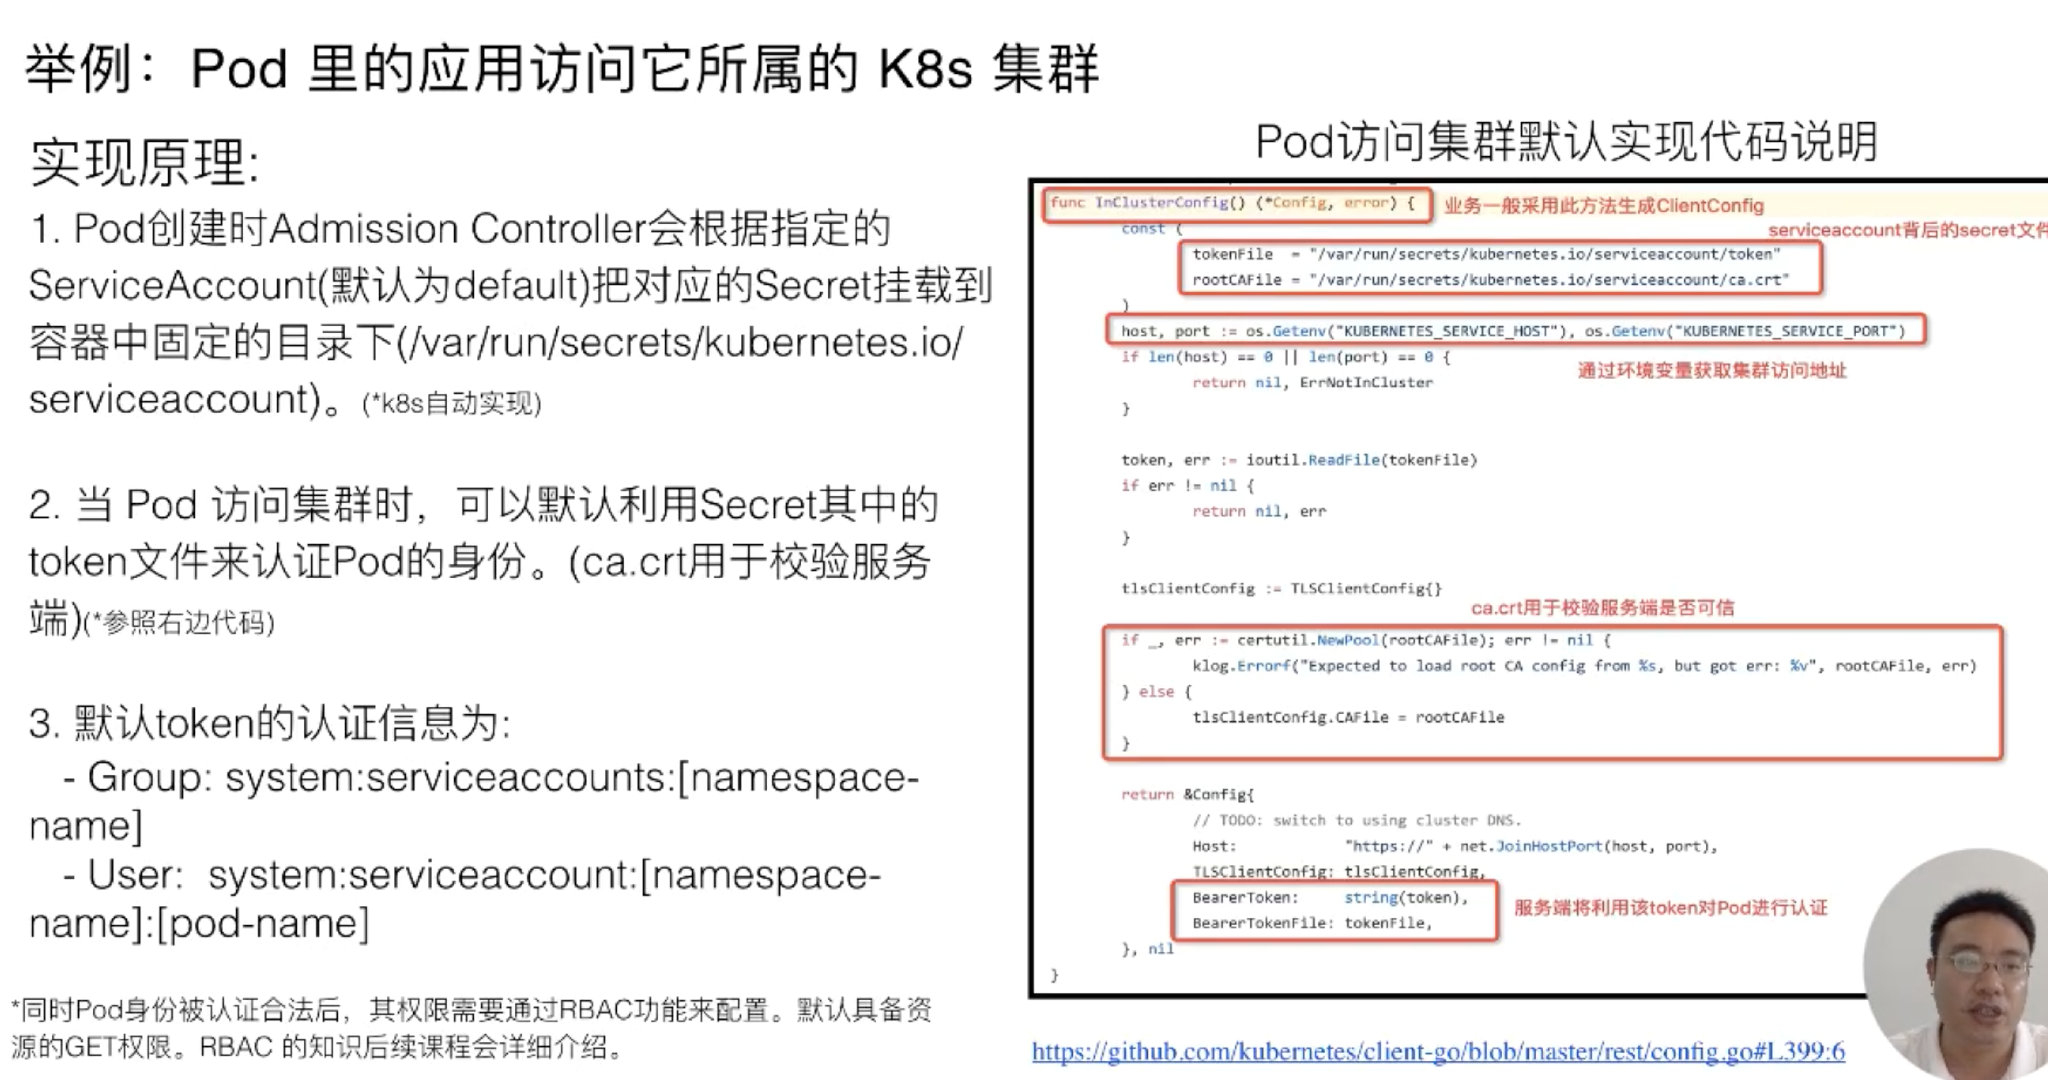 举例：Pod 里的应用访问它所属的 K8s 集群
实现原理:
1. Pod创建时Admission Controller会根据指定的
ServiceAccount(默认为default)把对应的Secret挂载到
容器中固定的目录下(/var/run/secrets/kubernetes.io/
serviceaccount)。(*k8s自动实现)
2. 当 Pod 访问集群时，可以默认利用Secret其中的
token文件来认证Pod的身份。(ca.crt用于校验服务
端)(*参照右边代码)
3. 默认token的认证信息为:
- Group: system:serviceaccounts:[namespace-
name]
- User: system:serviceaccount:[namespace-
name]:[pod-name]
*同时Pod身份被认证合法后，其权限需要通过RBAC功能来配置。默认具备资
源的GET权限。RBAC 的知识后续课程会详细介绍。
Pod访问集群默认实现代码说明
func InClusterConfig() (*Config, error) { 业务一般采用此方法生成ClientConfig
const ( serviceaccount背后的secret文件
tokenFile = "/var/run/secrets/kubernetes.io/serviceaccount/token"
rootCAFile = "/var/run/secrets/kubernetes.io/serviceaccount/ca.crt"
)
host, port := os.Getenv("KUBERNETES_SERVICE_HOST"), os.Getenv("KUBERNETES_SERVICE_PORT")
if len(host) == 0 || len(port) == 0 {
通过环境变量获取集群访问地址
return nil, ErrNotInCluster
}
token, err := ioutil.ReadFile(tokenFile)
if err != nil {
return nil, err
}
tlsClientConfig := TLSClientConfig{}
ca.crt用于校验服务端是否可信
if _, err := certutil.NewPool(rootCAFile); err != nil {
klog.Errorf("Expected to load root CA config from %s, but got err: %v", rootCAFile, err)
} else {
tlsClientConfig.CAFile = rootCAFile
}
return &Config{
// TODO: switch to using cluster DNS.
Host: "https://" + net.JoinHostPort(host, port),
TLSClientConfig: tlsClientConfig,
BearerToken: string(token),
服务端将利用该token对Pod进行认证
BearerTokenFile: tokenFile,
}, nil
}
https://github.com/kubernetes/client-go/blob/master/rest/config.go#L399:6